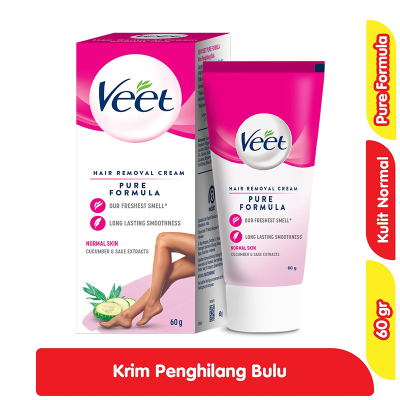 Veet
HAIR REMOVAL CREAM
PURE
FORMULA
OUR FRESHEST SMELL*
LONG LASTING SMOOTHNESS
NORMAL SKIN
CUCUMBER & SAGE EXTRACTS
60 g
Veet
HAIR REMOVAL CREAM
PURE
FORMULA
OUR FRESHEST SMELL*
LONG LASTING SMOOTHNESS
NORMAL SKIN
CUCUMBER & SAGE EXTRACTS
60 g
Pure Formula
Kulit Normal
60 gr
Krim Penghilang Bulu